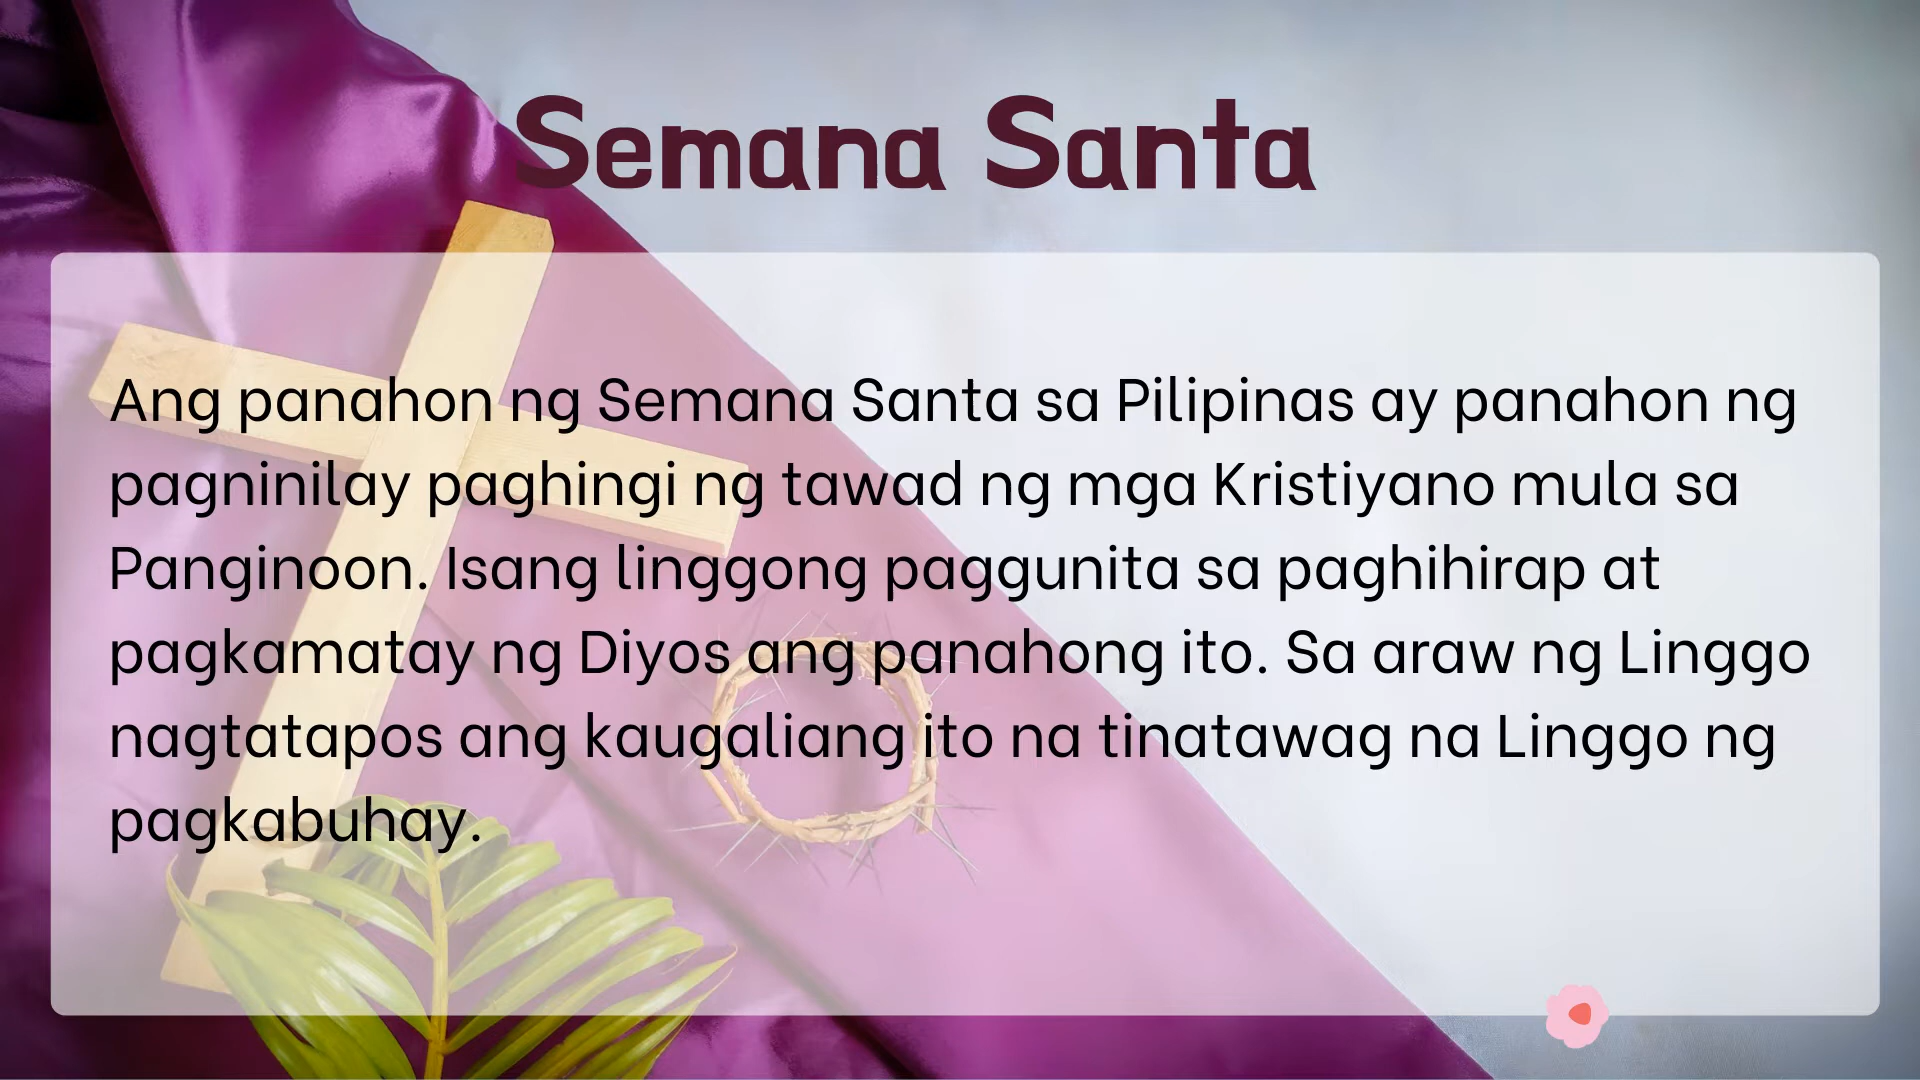 Semana Santa
Ang panahon ng Semana Santa sa Pilipinas ay panahon ng
pagninilay paghingi ng tawad ng mga Kristiyano mula sa
Panginoon. Isang linggong paggunita sa paghihirap at
pagkamatay ng Diyos ang panahong ito. Sa araw ng Linggo
nagtatapos ang kaugaliang ito na tinatawag na Linggo ng
pagkabuhay.